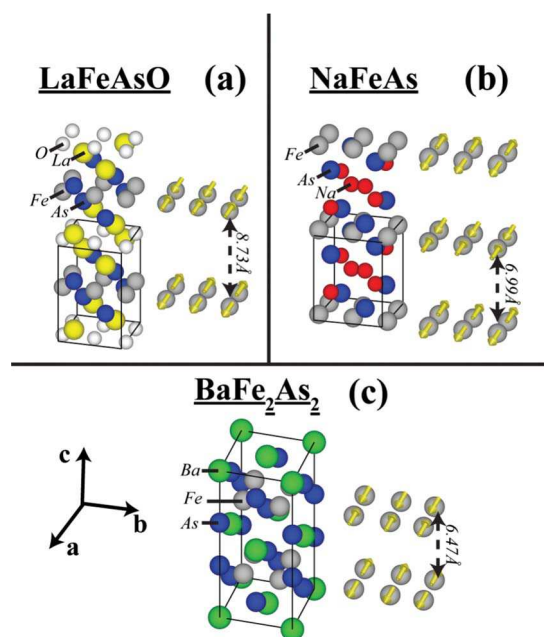 LaFeAsO (a)
O
La
Fe
As
8.73Å
NaFeAs (b)
Fe
As
Na
6.99Å
BaFe2As2 (c)
Ba
Fe
As
6.47Å
c
b
a